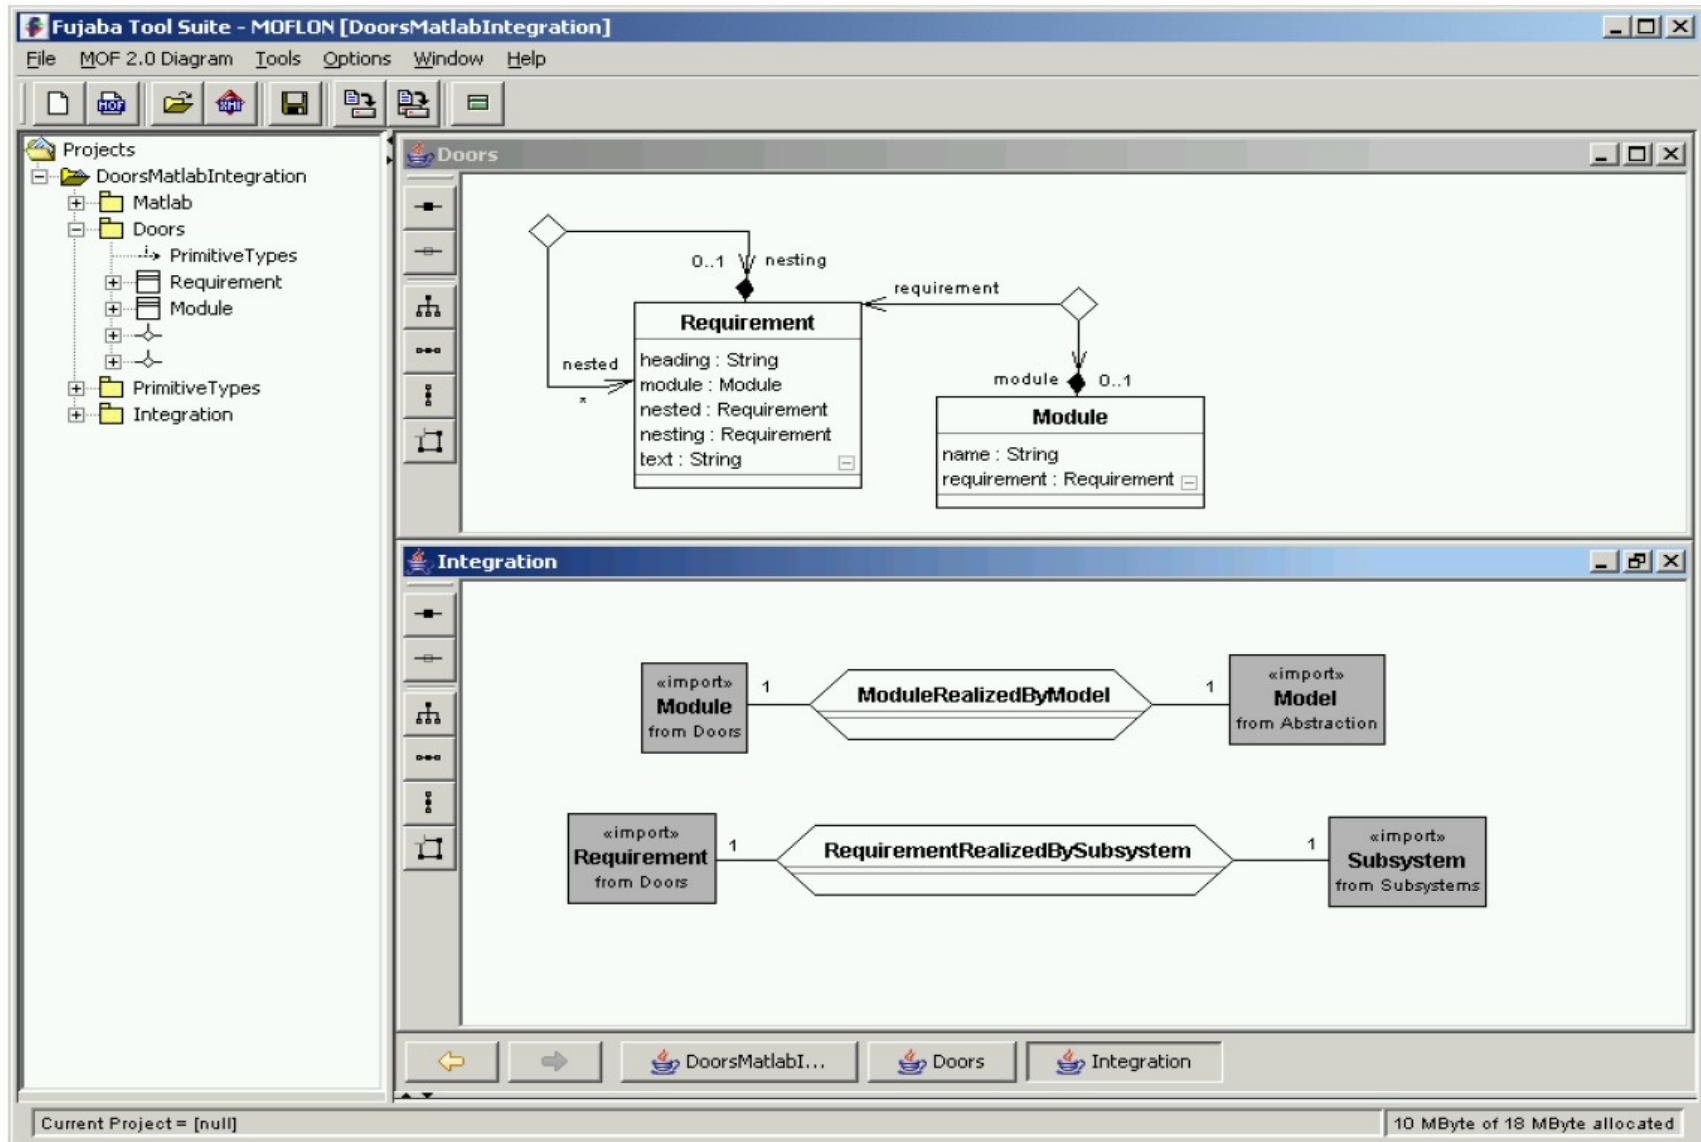 Fujaba Tool Suite - MOFLON [DoorsMatlabIntegration]
File MOF 2.0 Diagram Tools Options Window Help
MOF XMI
Projects
DoorsMatlabIntegration
Matlab
Doors
PrimitiveTypes
Requirement
Module
PrimitiveTypes
Integration
Doors
0..1 nesting
requirement
Requirement
heading : String
module : Module
nested : Requirement
nesting : Requirement
text : String
nested
*
module 0..1
Module
name : String
requirement : Requirement
Integration
«import»
Module
from Doors
1
ModuleRealizedByModel
1
«import»
Model
from Abstraction
«import»
Requirement
from Doors
1
RequirementRealizedBySubsystem
1
«import»
Subsystem
from Subsystems
DoorsMatlabI... Doors Integration
Current Project = [null] 10 MByte of 18 MByte allocated